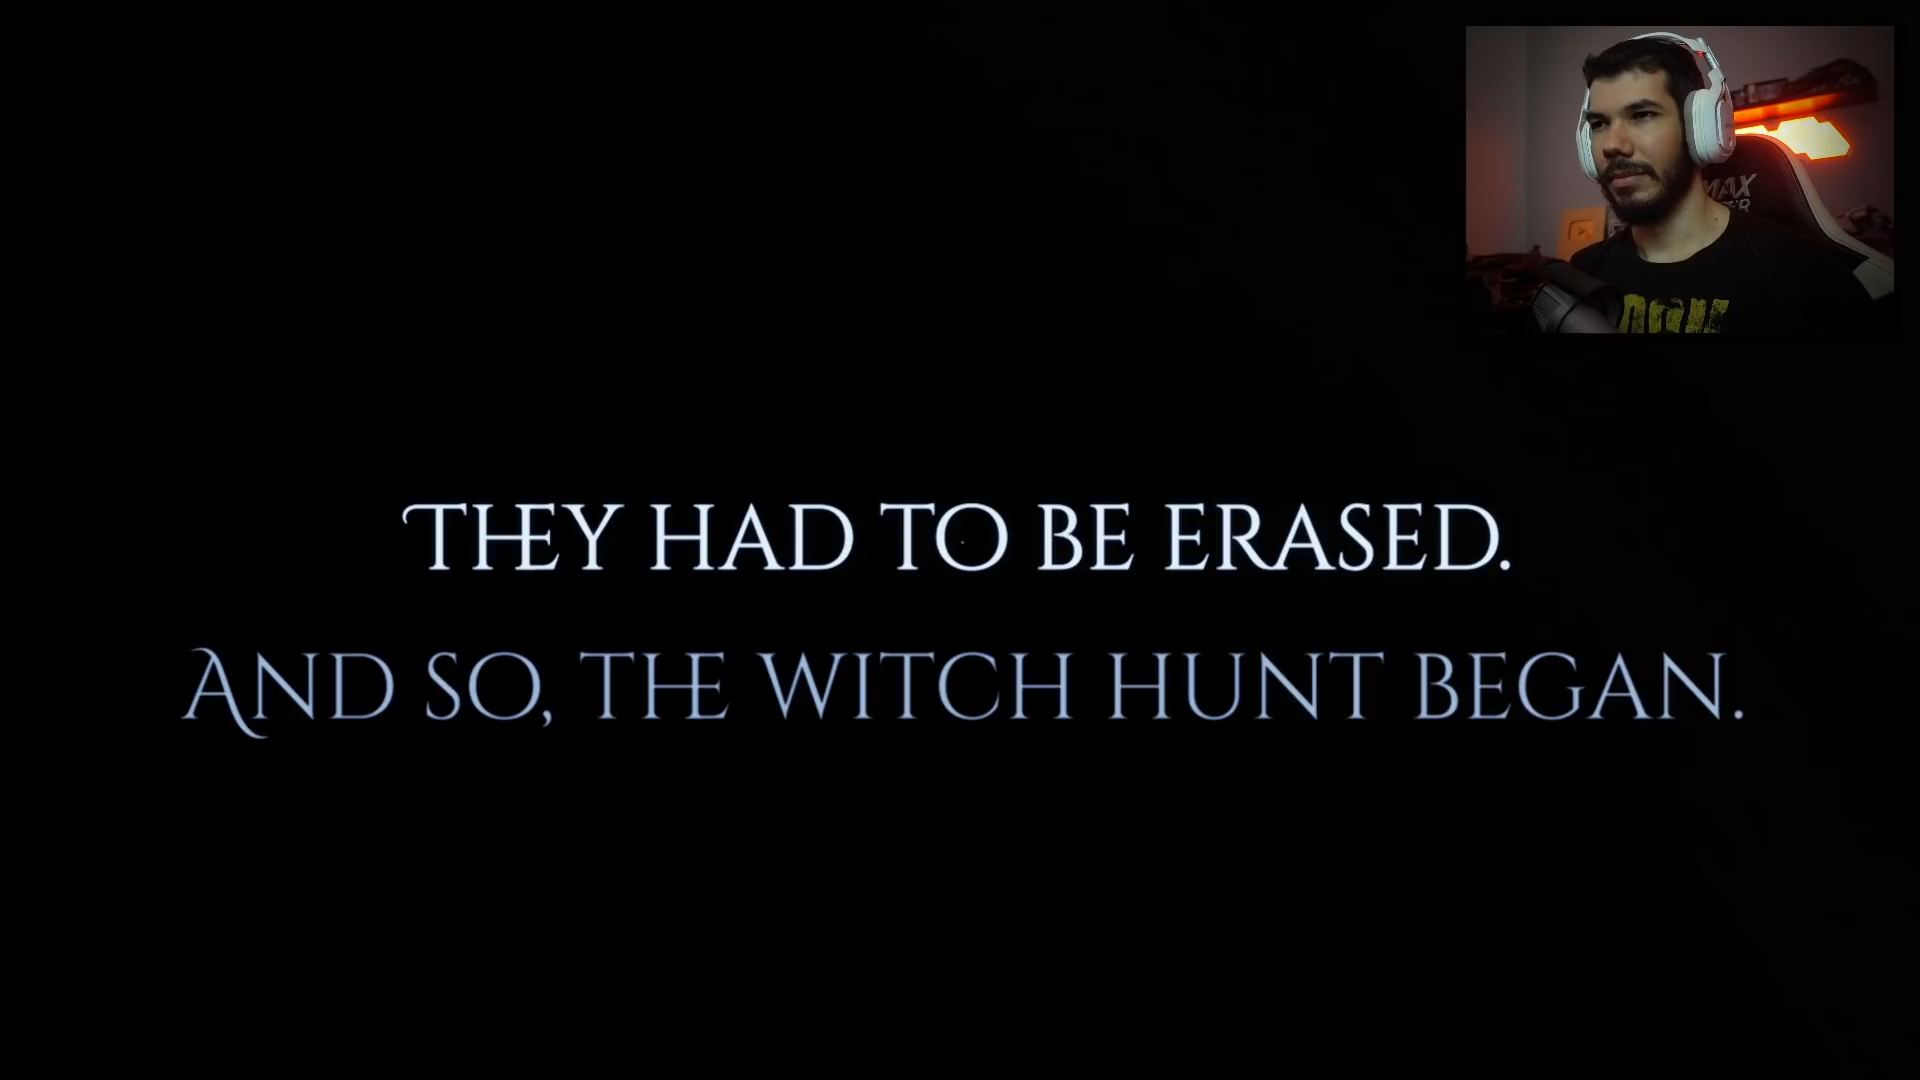 THEY HAD TO BE ERASED.
AND SO, THE WITCH HUNT BEGAN.